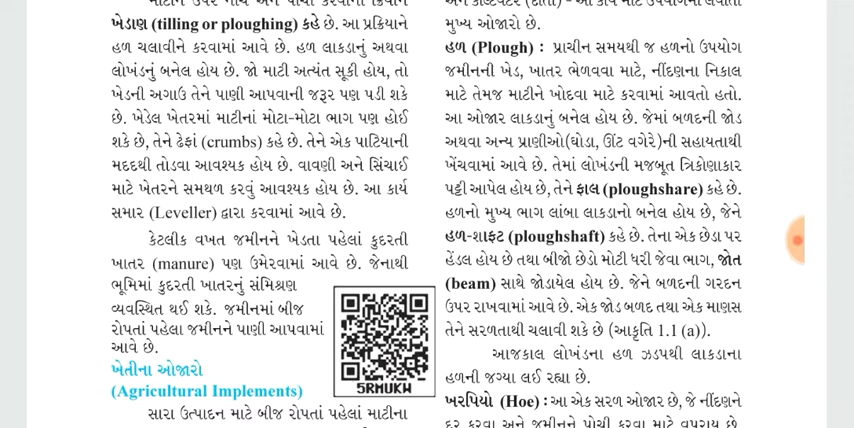 ખેડાણ (tilling or ploughing) કહે છે. આ પ્રક્રિયાને
હળ ચલાવીને કરવામાં આવે છે. હળ લાકડાનું અથવા
લોખંડનું બનેલ હોય છે. જો માટી અત્યંત સૂકી હોય, તો
ખેડની અગાઉ તેને પાણી આપવાની જરૂર પણ પડી શકે
છે. ખેડેલ ખેતરમાં માટીનાં મોટા-મોટા ભાગ પણ હોઈ
શકે છે, તેને ઢેફાં (crumbs) કહે છે. તેને એક પાટિયાની
મદદથી તોડવા આવશ્યક હોય છે. વાવણી અને સિંચાઈ
માટે ખેતરને સમથળ કરવું આવશ્યક હોય છે. આ કાર્ય
સમાર (Leveller) દ્વારા કરવામાં આવે છે.
કેટલીક વખત જમીનને ખેડતા પહેલાં કુદરતી
ખાતર (manure) પણ ઉમેરવામાં આવે છે. જેનાથી
ભૂમિમાં કુદરતી ખાતરનું સંમિશ્રણ
વ્યવસ્થિત થઈ શકે. જમીનમાં બીજ
રોપતાં પહેલા જમીનને પાણી આપવામાં
આવે છે.
5RMUKW
ખેતીના ઓજારો
(Agricultural Implements)
સારા ઉત્પાદન માટે બીજ રોપતાં પહેલાં માટીના
મુખ્ય ઓજારો છે.
હળ (Plough) : પ્રાચીન સમયથી જ હળનો ઉપયોગ
જમીનની ખેડ, ખાતર ભેળવવા માટે, નીંદણના નિકાલ
માટે તેમજ માટીને ખોદવા માટે કરવામાં આવતો હતો.
આ ઓજાર લાકડાનું બનેલ હોય છે. જેમાં બળદની જોડ
અથવા અન્ય પ્રાણીઓ(ઘોડા, ઊંટ વગેરે)ની સહાયતાથી
ખેંચવામાં આવે છે. તેમાં લોખંડની મજબૂત ત્રિકોણાકાર
પટ્ટી આપેલ હોય છે, તેને ફાલ (ploughshare) કહે છે.
હળનો મુખ્ય ભાગ લાંબા લાકડાનો બનેલ હોય છે, જેને
હળ-શાફ્ટ (ploughshaft) કહે છે. તેના એક છેડા પર
હેંડલ હોય છે તથા બીજો છેડો મોટી ધરી જેવા ભાગ, જોત
(beam) સાથે જોડાયેલ હોય છે. જેને બળદની ગરદન
ઉપર રાખવામાં આવે છે. એક જોડ બળદ તથા એક માણસ
તેને સરળતાથી ચલાવી શકે છે (આકૃતિ 1.1 (a)).
આજકાલ લોખંડના હળ ઝડપથી લાકડાના
હળની જગ્યા લઈ રહ્યા છે.
ખરપિયો (Hoe) : આ એક સરળ ઓજાર છે, જે નીંદણને
દૂર કરવા અને જમીનને પોચી કરવા માટે વપરાય છે.